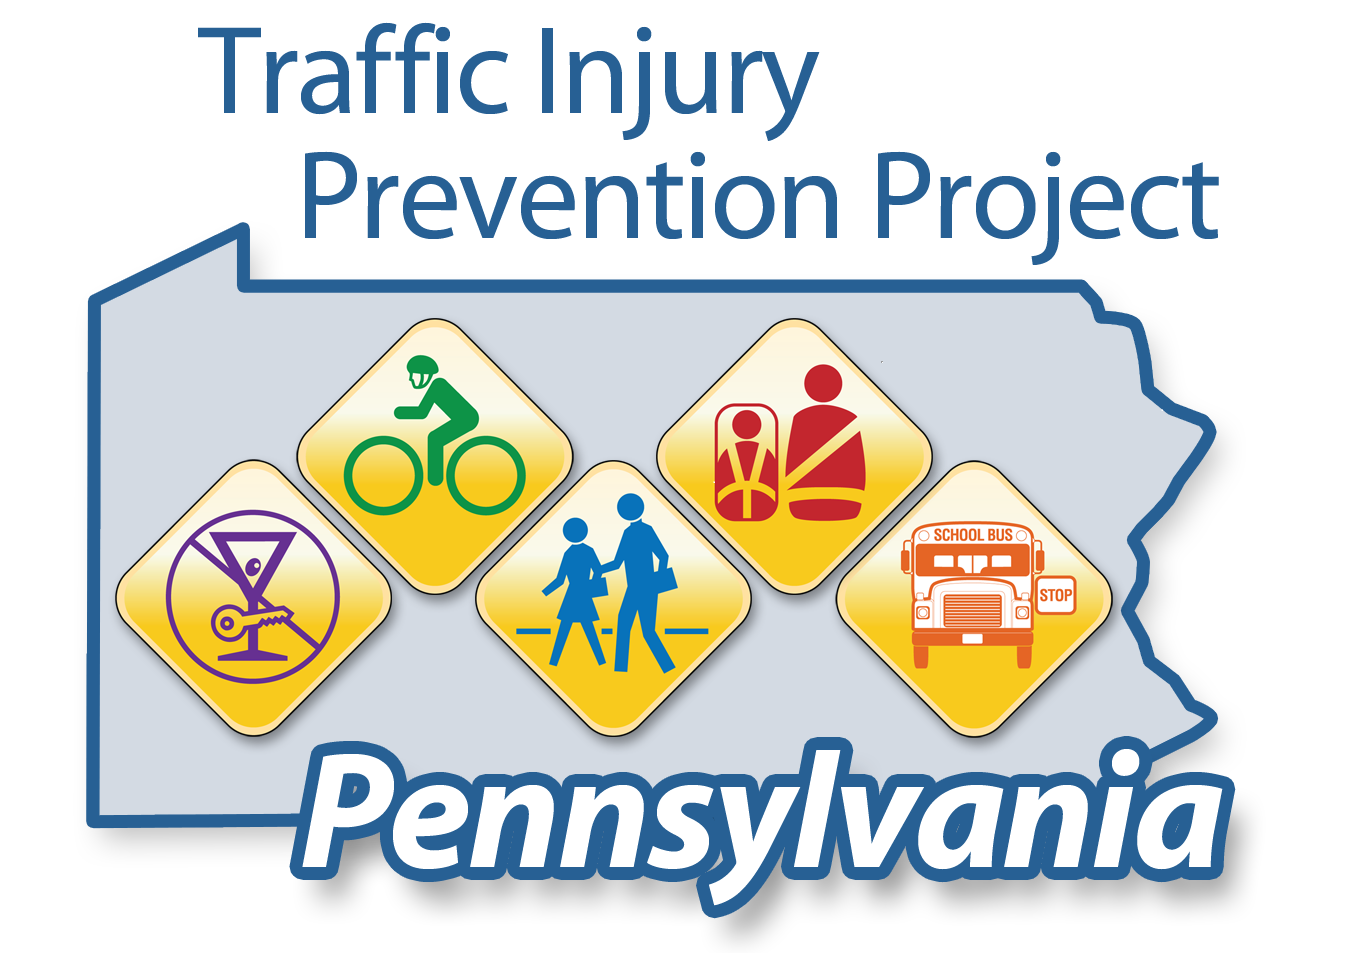 Traffic Injury
Prevention Project
SCHOOL BUS
STOP
Pennsylvania